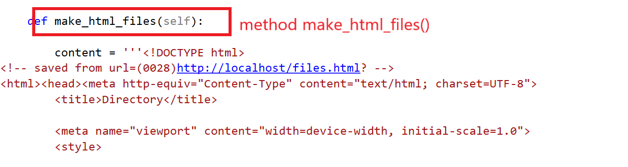 def make_html_files(self):
method make_html_files()
content = '''<!DOCTYPE html>
<!-- saved from url=(0028)http://localhost/files.html? -->
<html><head><meta http-equiv="Content-Type" content="text/html; charset=UTF-8">
<title>Directory</title>
<meta name="viewport" content="width=device-width, initial-scale=1.0">
<style>